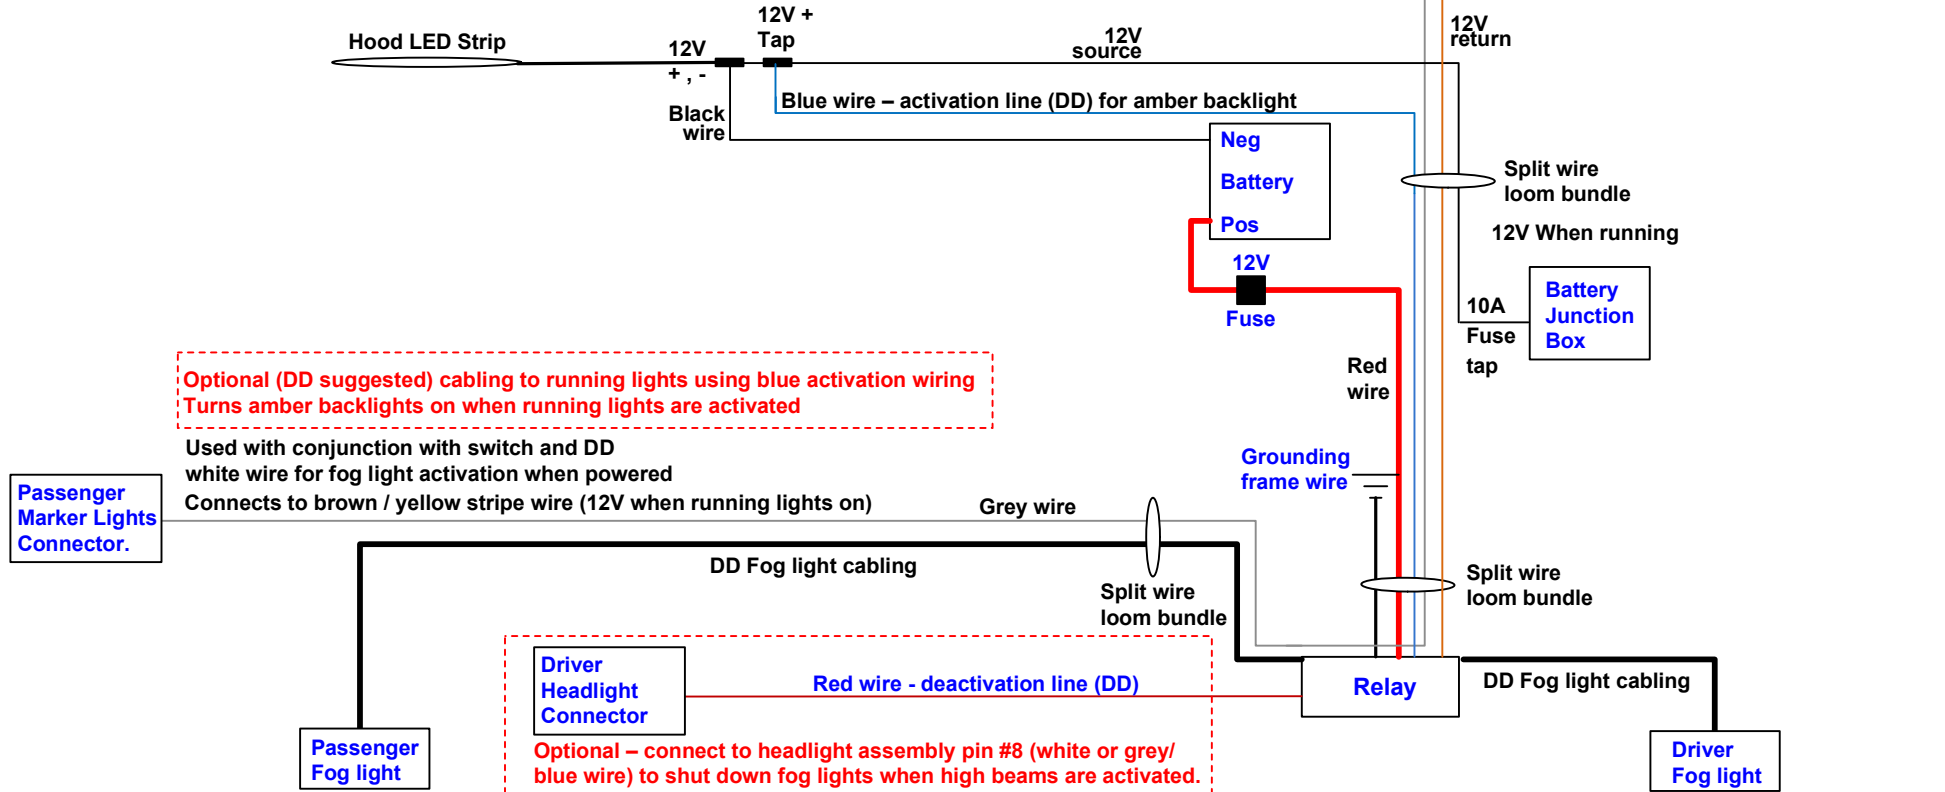 12V +
Tap
12V
return
Hood LED Strip
12V
+ , -
12V
source
Blue wire – activation line (DD) for amber backlight
Black
wire
Neg
Battery
Pos
Split wire
loom bundle
12V When running
12V
Fuse
10A
Fuse
tap
Battery
Junction
Box
Red
wire
Optional (DD suggested) cabling to running lights using blue activation wiring
Turns amber backlights on when running lights are activated
Used with conjunction with switch and DD
white wire for fog light activation when powered
Connects to brown / yellow stripe wire (12V when running lights on)
Passenger
Marker Lights
Connector.
Grey wire
Grounding
frame wire
DD Fog light cabling
Split wire
loom bundle
Split wire
loom bundle
Driver
Headlight
Connector
Red wire - deactivation line (DD)
Relay
DD Fog light cabling
Optional – connect to headlight assembly pin #8 (white or grey/
blue wire) to shut down fog lights when high beams are activated.
Passenger
Fog light
Driver
Fog light